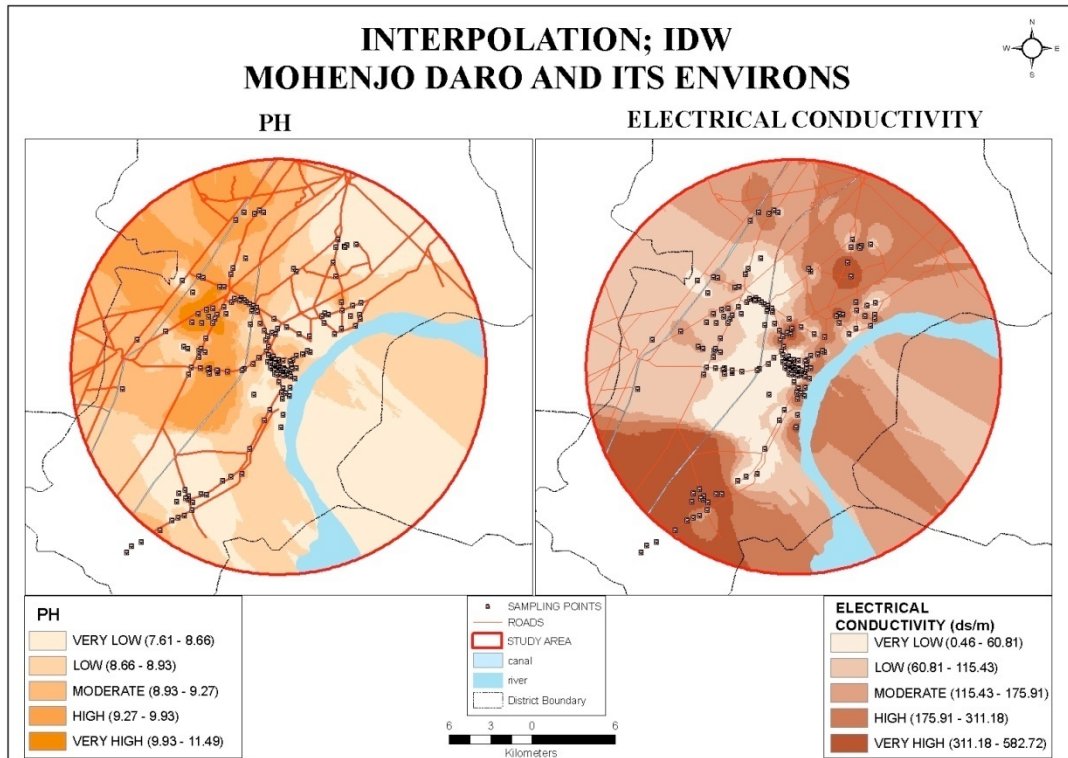 INTERPOLATION; IDW
MOHENJO DARO AND ITS ENVIRONS
N
W E
S
PH
ELECTRICAL CONDUCTIVITY
PH
VERY LOW (7.61 - 8.66)
LOW (8.66 - 8.93)
MODERATE (8.93 - 9.27)
HIGH (9.27 - 9.93)
VERY HIGH (9.93 - 11.49)
SAMPLING POINTS
ROADS
STUDY AREA
canal
river
District Boundary
6 3 0 6
Kilometers
ELECTRICAL
CONDUCTIVITY (ds/m)
VERY LOW (0.46 - 60.81)
LOW (60.81 - 115.43)
MODERATE (115.43 - 175.91)
HIGH (175.91 - 311.18)
VERY HIGH (311.18 - 582.72)